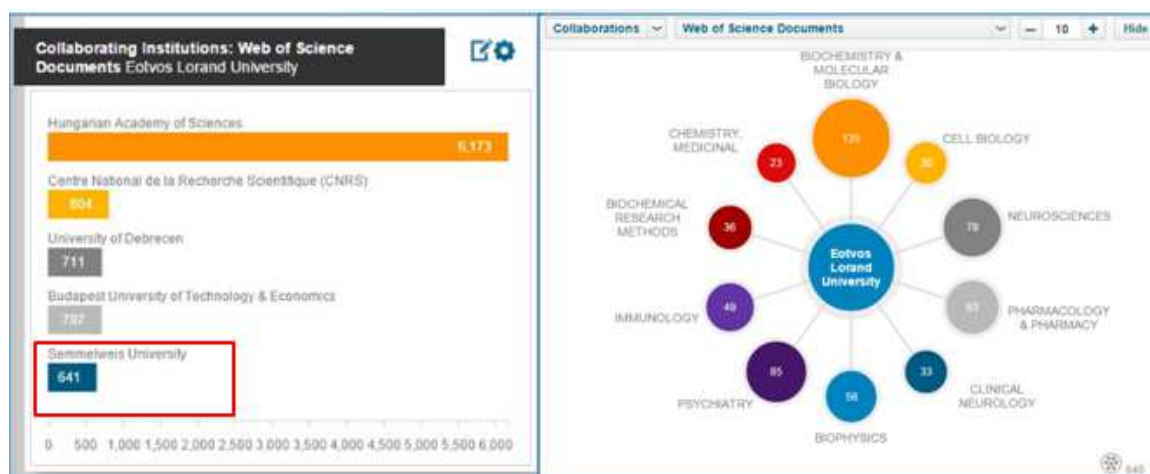 Collaborating Institutions: Web of Science
Documents Eotvos Lorand University
Hungarian Academy of Sciences
6,173
Centre National de la Recherche Scientifique (CNRS)
804
University of Debrecen
711
Budapest University of Technology & Economics
Semmelweis University
641
0 500 1,000 1,500 2,000 2,500 3,000 3,500 4,000 4,500 5,000 5,500 6,000
Collaborations
Web of Science Documents
10
Hide
BIOCHEMISTRY &
MOLECULAR
BIOLOGY
CELL BIOLOGY
NEUROSCIENCES
78
PHARMACOLOGY
& PHARMACY
63
CLINICAL
NEUROLOGY
33
BIOPHYSICS
56
PSYCHIATRY
85
IMMUNOLOGY
49
BIOCHEMICAL
RESEARCH
METHODS
36
CHEMISTRY,
MEDICINAL
23
Eotvos
Lorand
University